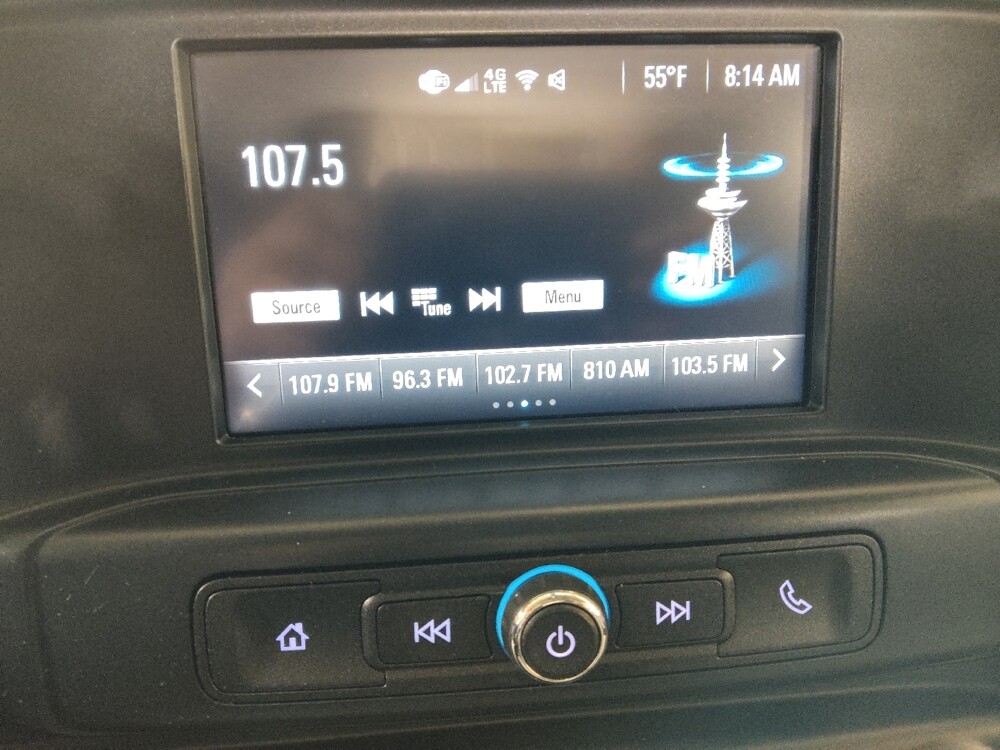 4G LTE 55°F 8:14 AM
107.5
FM
Source Tune Menu
107.9 FM 96.3 FM 102.7 FM 810 AM 103.5 FM